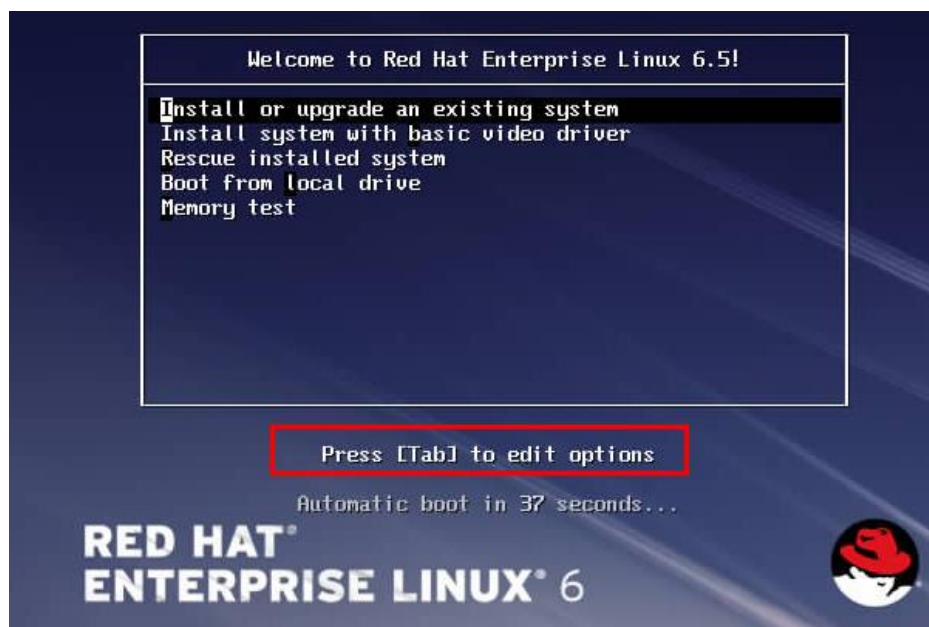 Welcome to Red Hat Enterprise Linux 6.5!
Install or upgrade an existing system
Install system with basic video driver
Rescue installed system
Boot from local drive
Memory test
Press [Tab] to edit options
Automatic boot in 37 seconds...
RED HAT®
ENTERPRISE LINUX® 6